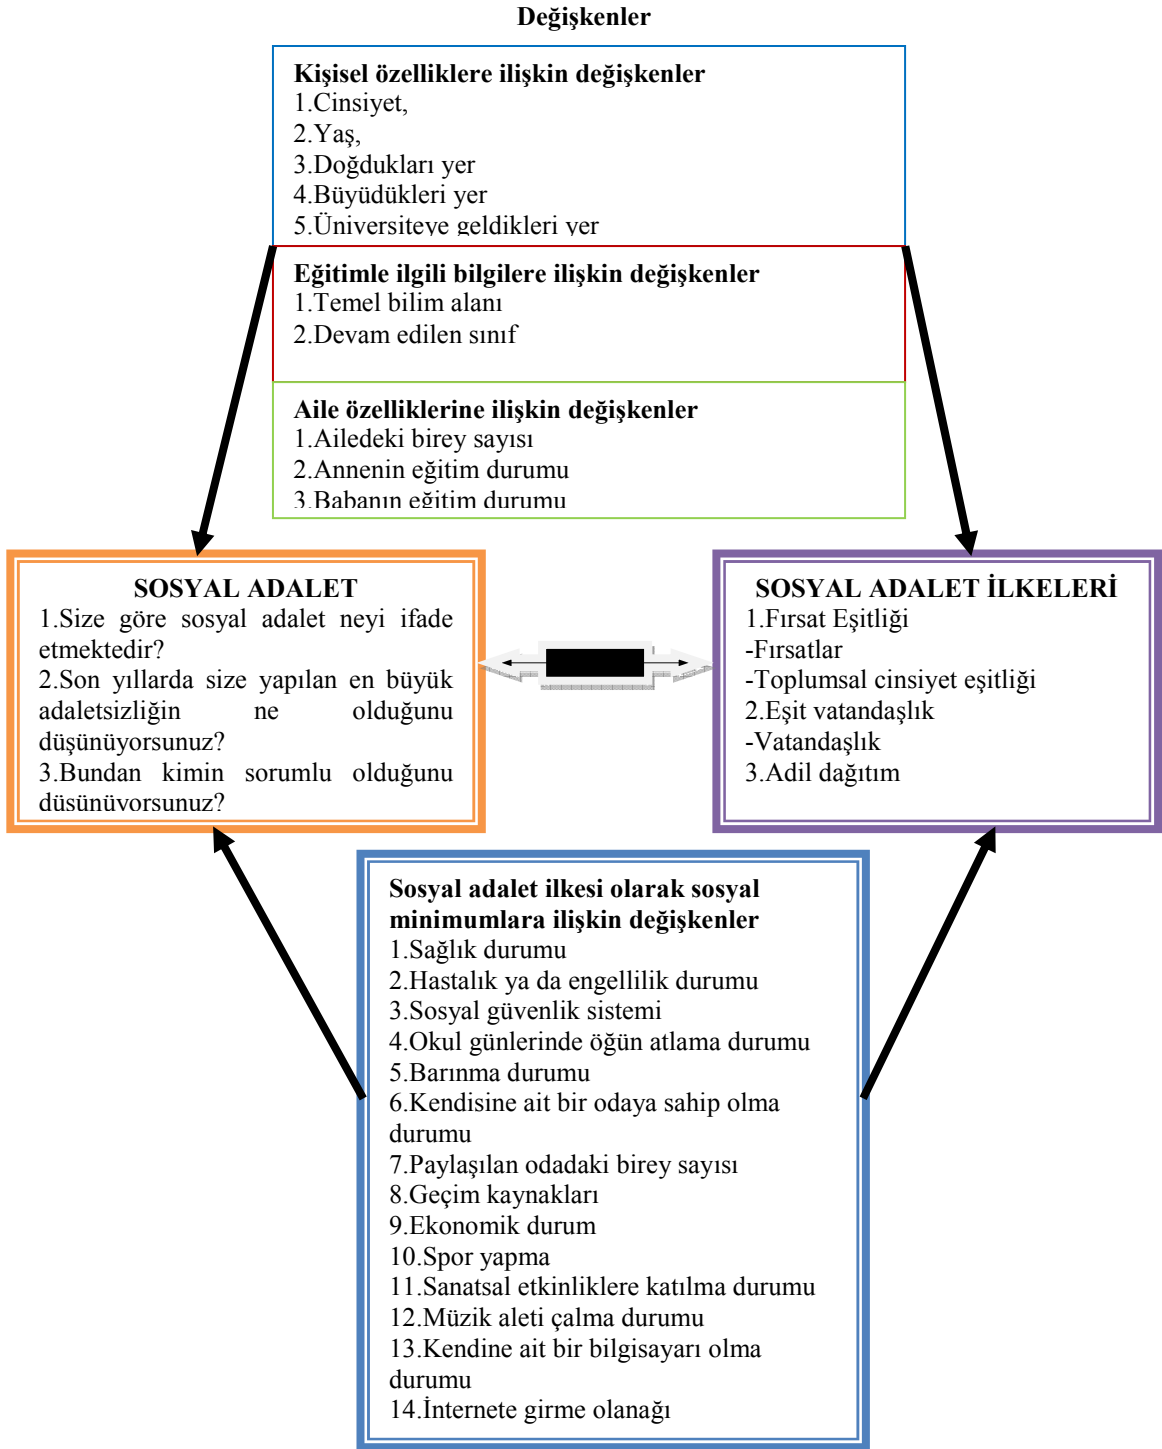 Değişkenler
Kişisel özelliklere ilişkin değişkenler
1.Cinsiyet,
2.Yaş,
3.Doğdukları yer
4.Büyüdükleri yer
5.Üniversiteye geldikleri yer
Eğitimle ilgili bilgilere ilişkin değişkenler
1.Temel bilim alanı
2.Devam edilen sınıf
Aile özelliklerine ilişkin değişkenler
1.Ailedeki birey sayısı
2.Annenin eğitim durumu
3.Babanın eğitim durumu
SOSYAL ADALET
1.Size göre sosyal adalet neyi ifade
etmektedir?
2.Son yıllarda size yapılan en büyük
adaletsizliğin ne olduğunu
düşünüyorsunuz?
3.Bundan kimin sorumlu olduğunu
düşünüyorsunuz?
SOSYAL ADALET İLKELERİ
1.Fırsat Eşitliği
-Fırsatlar
-Toplumsal cinsiyet eşitliği
2.Eşit vatandaşlık
-Vatandaşlık
3.Adil dağıtım
Sosyal adalet ilkesi olarak sosyal
minimumlara ilişkin değişkenler
1.Sağlık durumu
2.Hastalık ya da engellilik durumu
3.Sosyal güvenlik sistemi
4.Okul günlerinde öğün atlama durumu
5.Barınma durumu
6.Kendisine ait bir odaya sahip olma
durumu
7.Paylaşılan odadaki birey sayısı
8.Geçim kaynakları
9.Ekonomik durum
10.Spor yapma
11.Sanatsal etkinliklere katılma durumu
12.Müzik aleti çalma durumu
13.Kendine ait bir bilgisayarı olma
durumu
14.İnternete girme olanağı